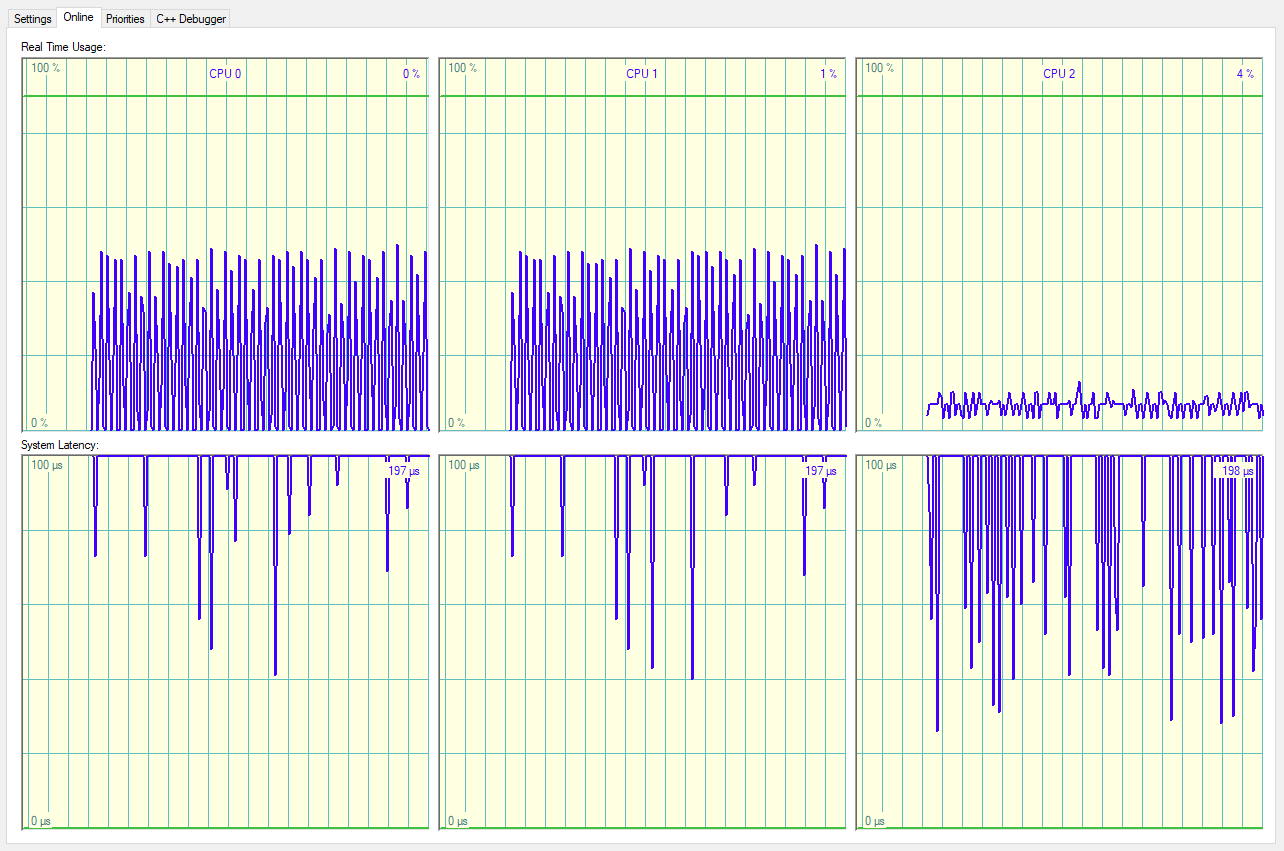 Settings Online Priorities C++ Debugger
Real Time Usage:
100 % CPU 0 0 %
0 %
100 % CPU 1 1 %
0 %
100 % CPU 2 4 %
0 %
System Latency:
100 µs 197 µs
0 µs
100 µs 197 µs
0 µs
100 µs 198 µs
0 µs